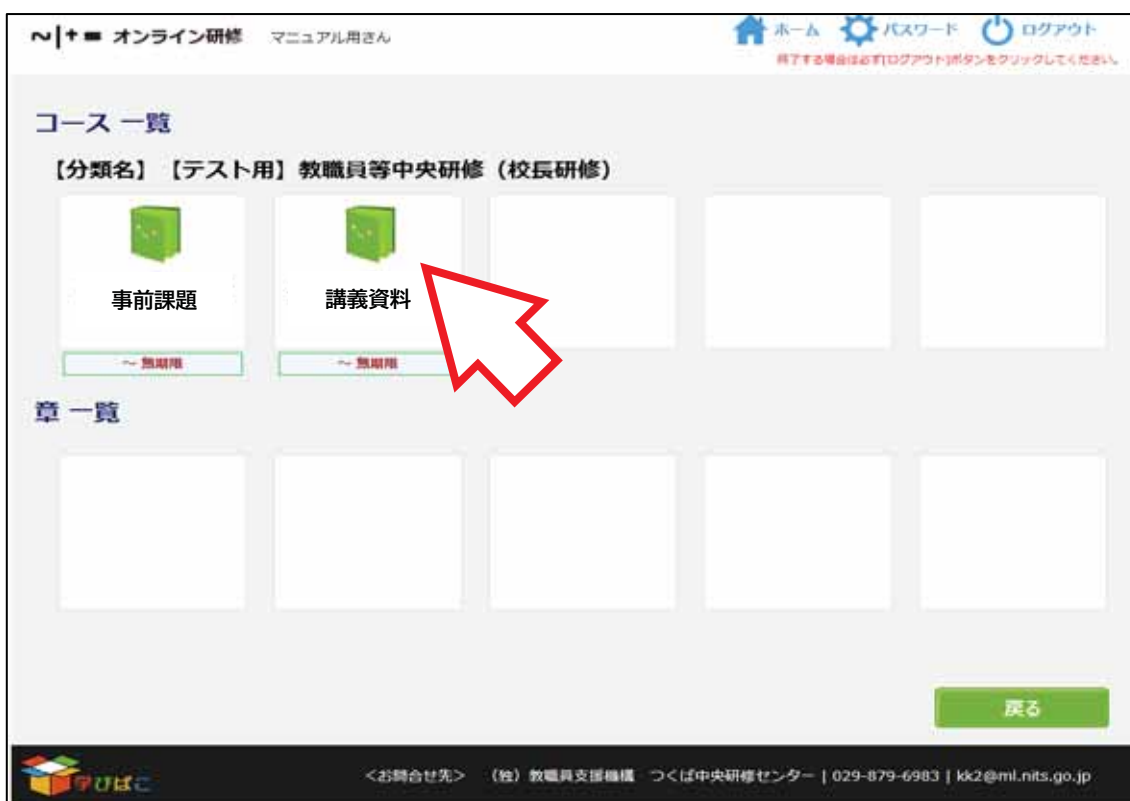 ~|+= オンライン研修 マニュアル用さん
ホーム パスワード ログアウト
終了する場合は必ず[ログアウト]ボタンをクリックしてください。
コース 一覧
【分類名】【テスト用】教職員等中央研修（校長研修）
事前課題 講義資料
～ 無期限 ～ 無期限
章 一覧
戻る
学びばこ
<お問合せ先> （独）教職員支援機構 つくば中央研修センター | 029-879-6983 | kk2@ml.nits.go.jp